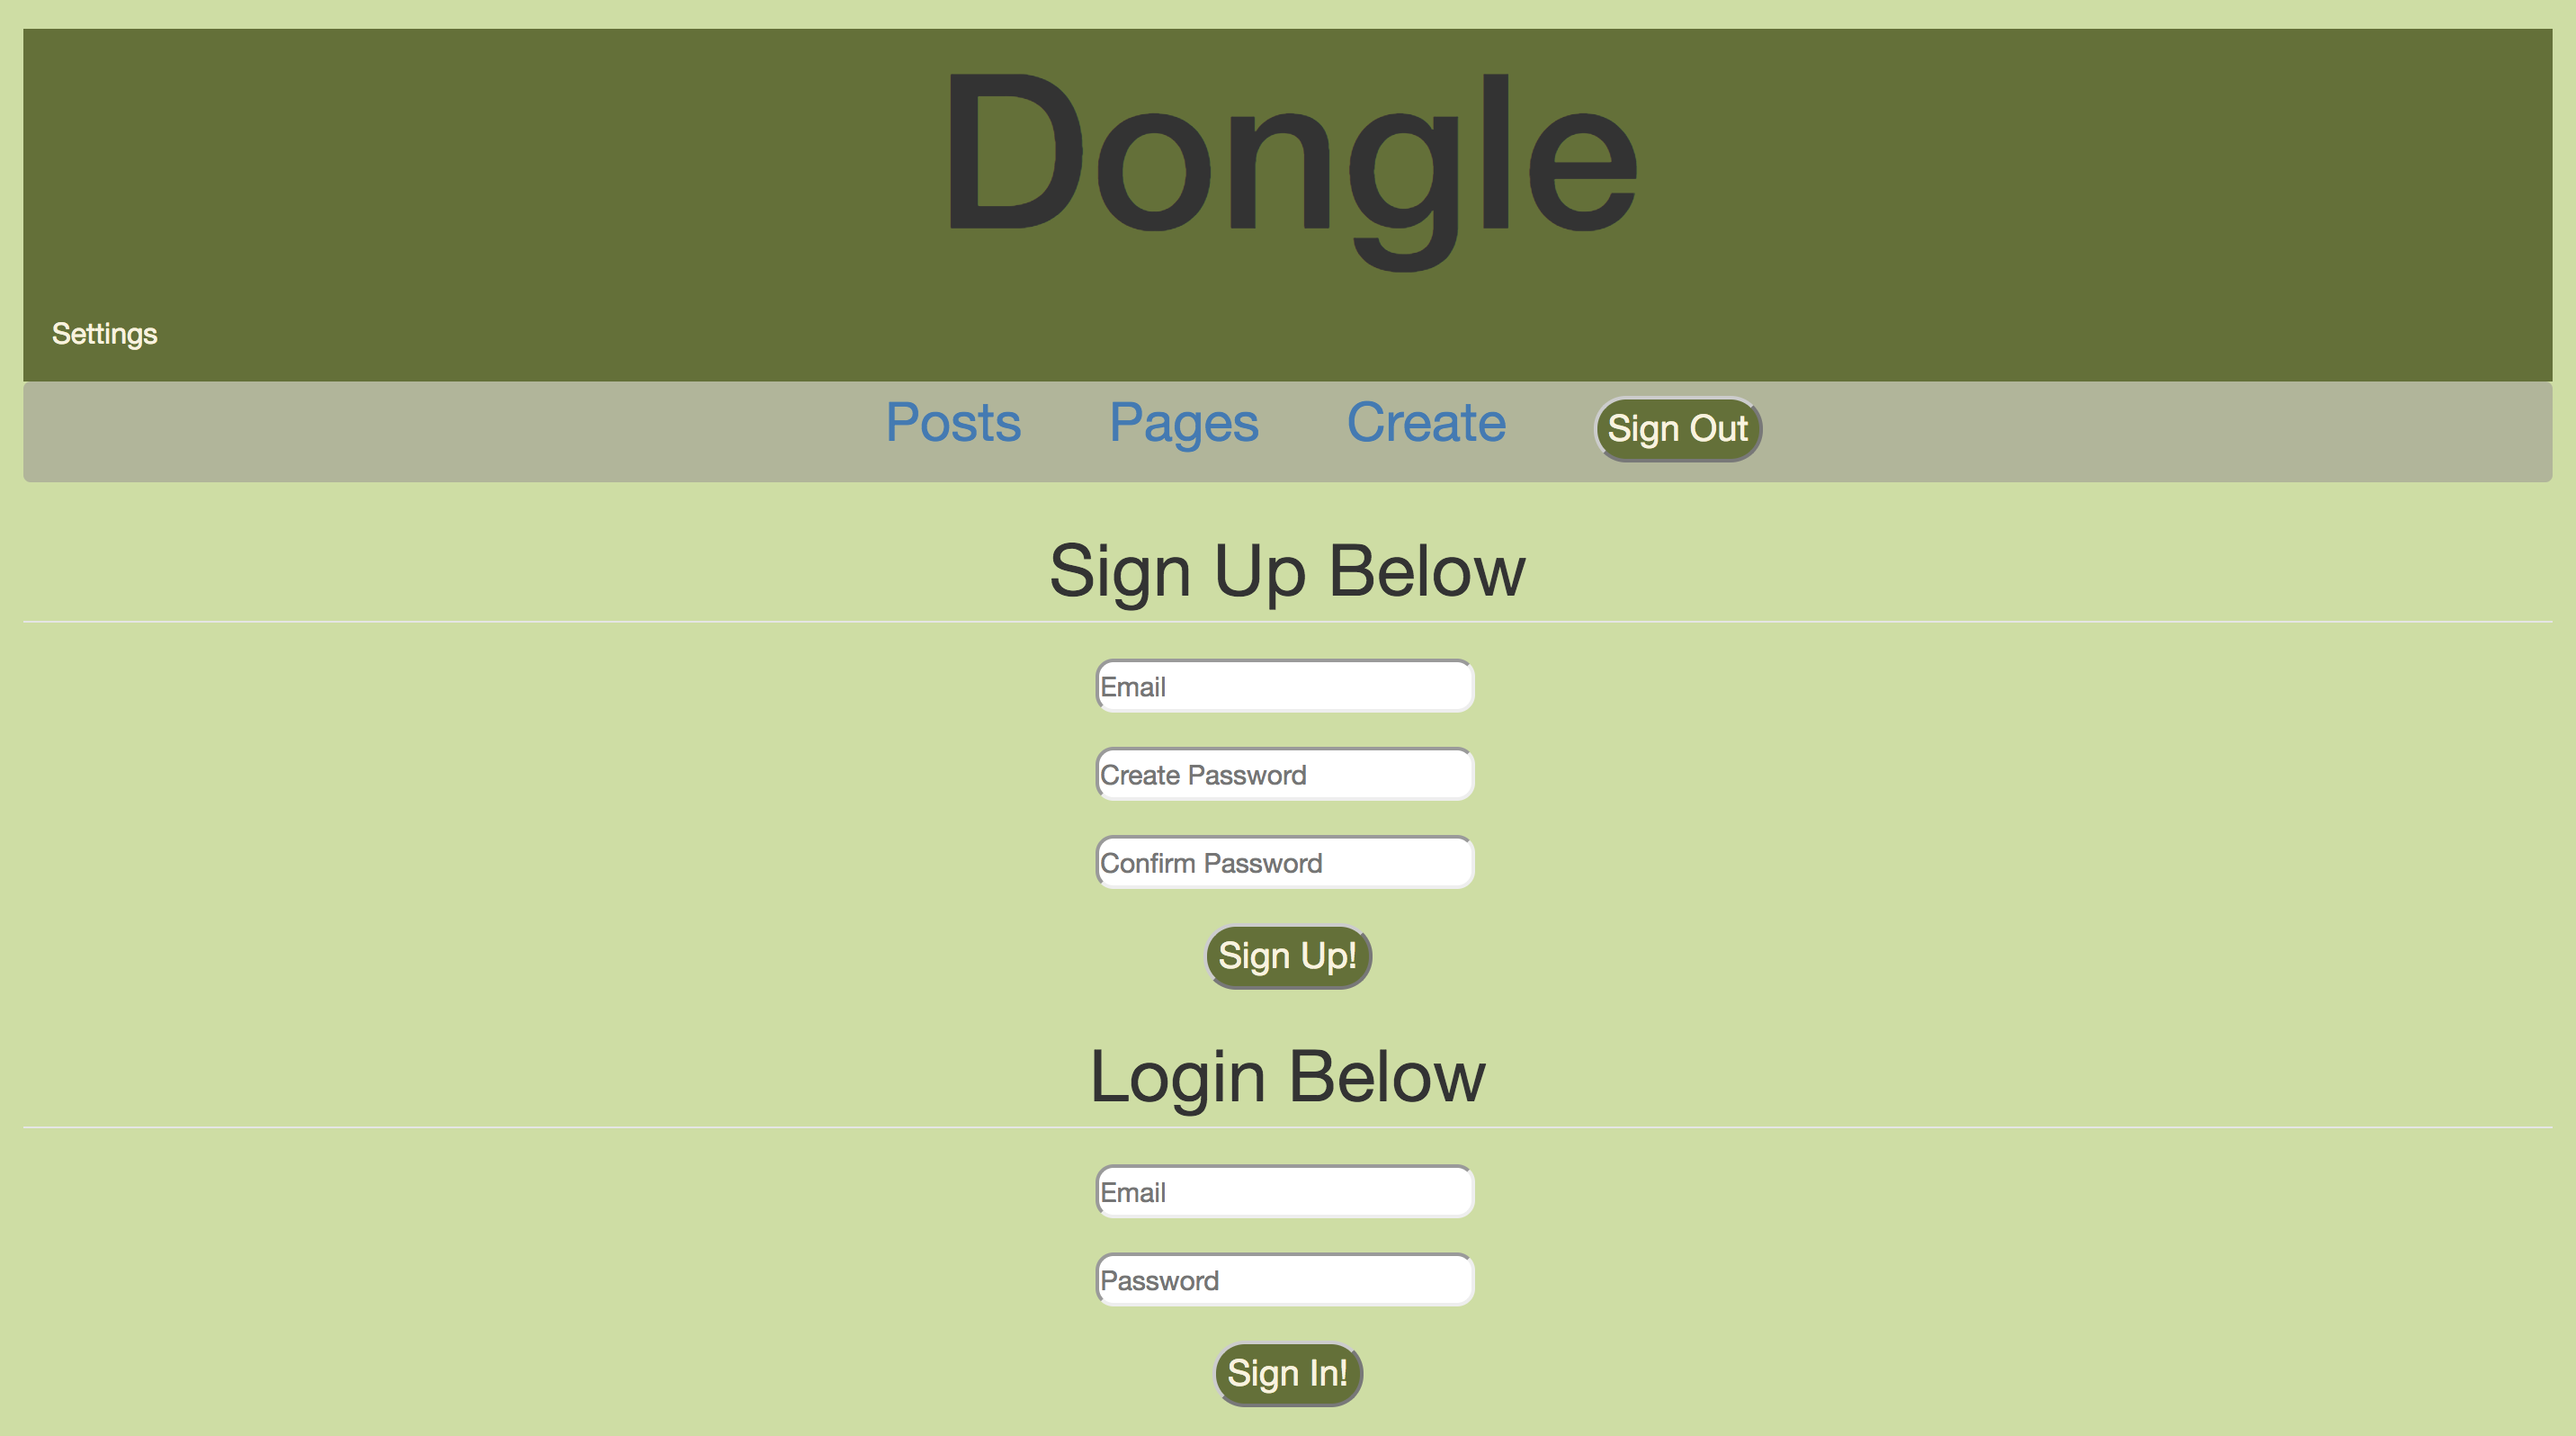 Dongle
Settings
Posts Pages Create Sign Out
Sign Up Below
Email
Create Password
Confirm Password
Sign Up!
Login Below
Email
Password
Sign In!